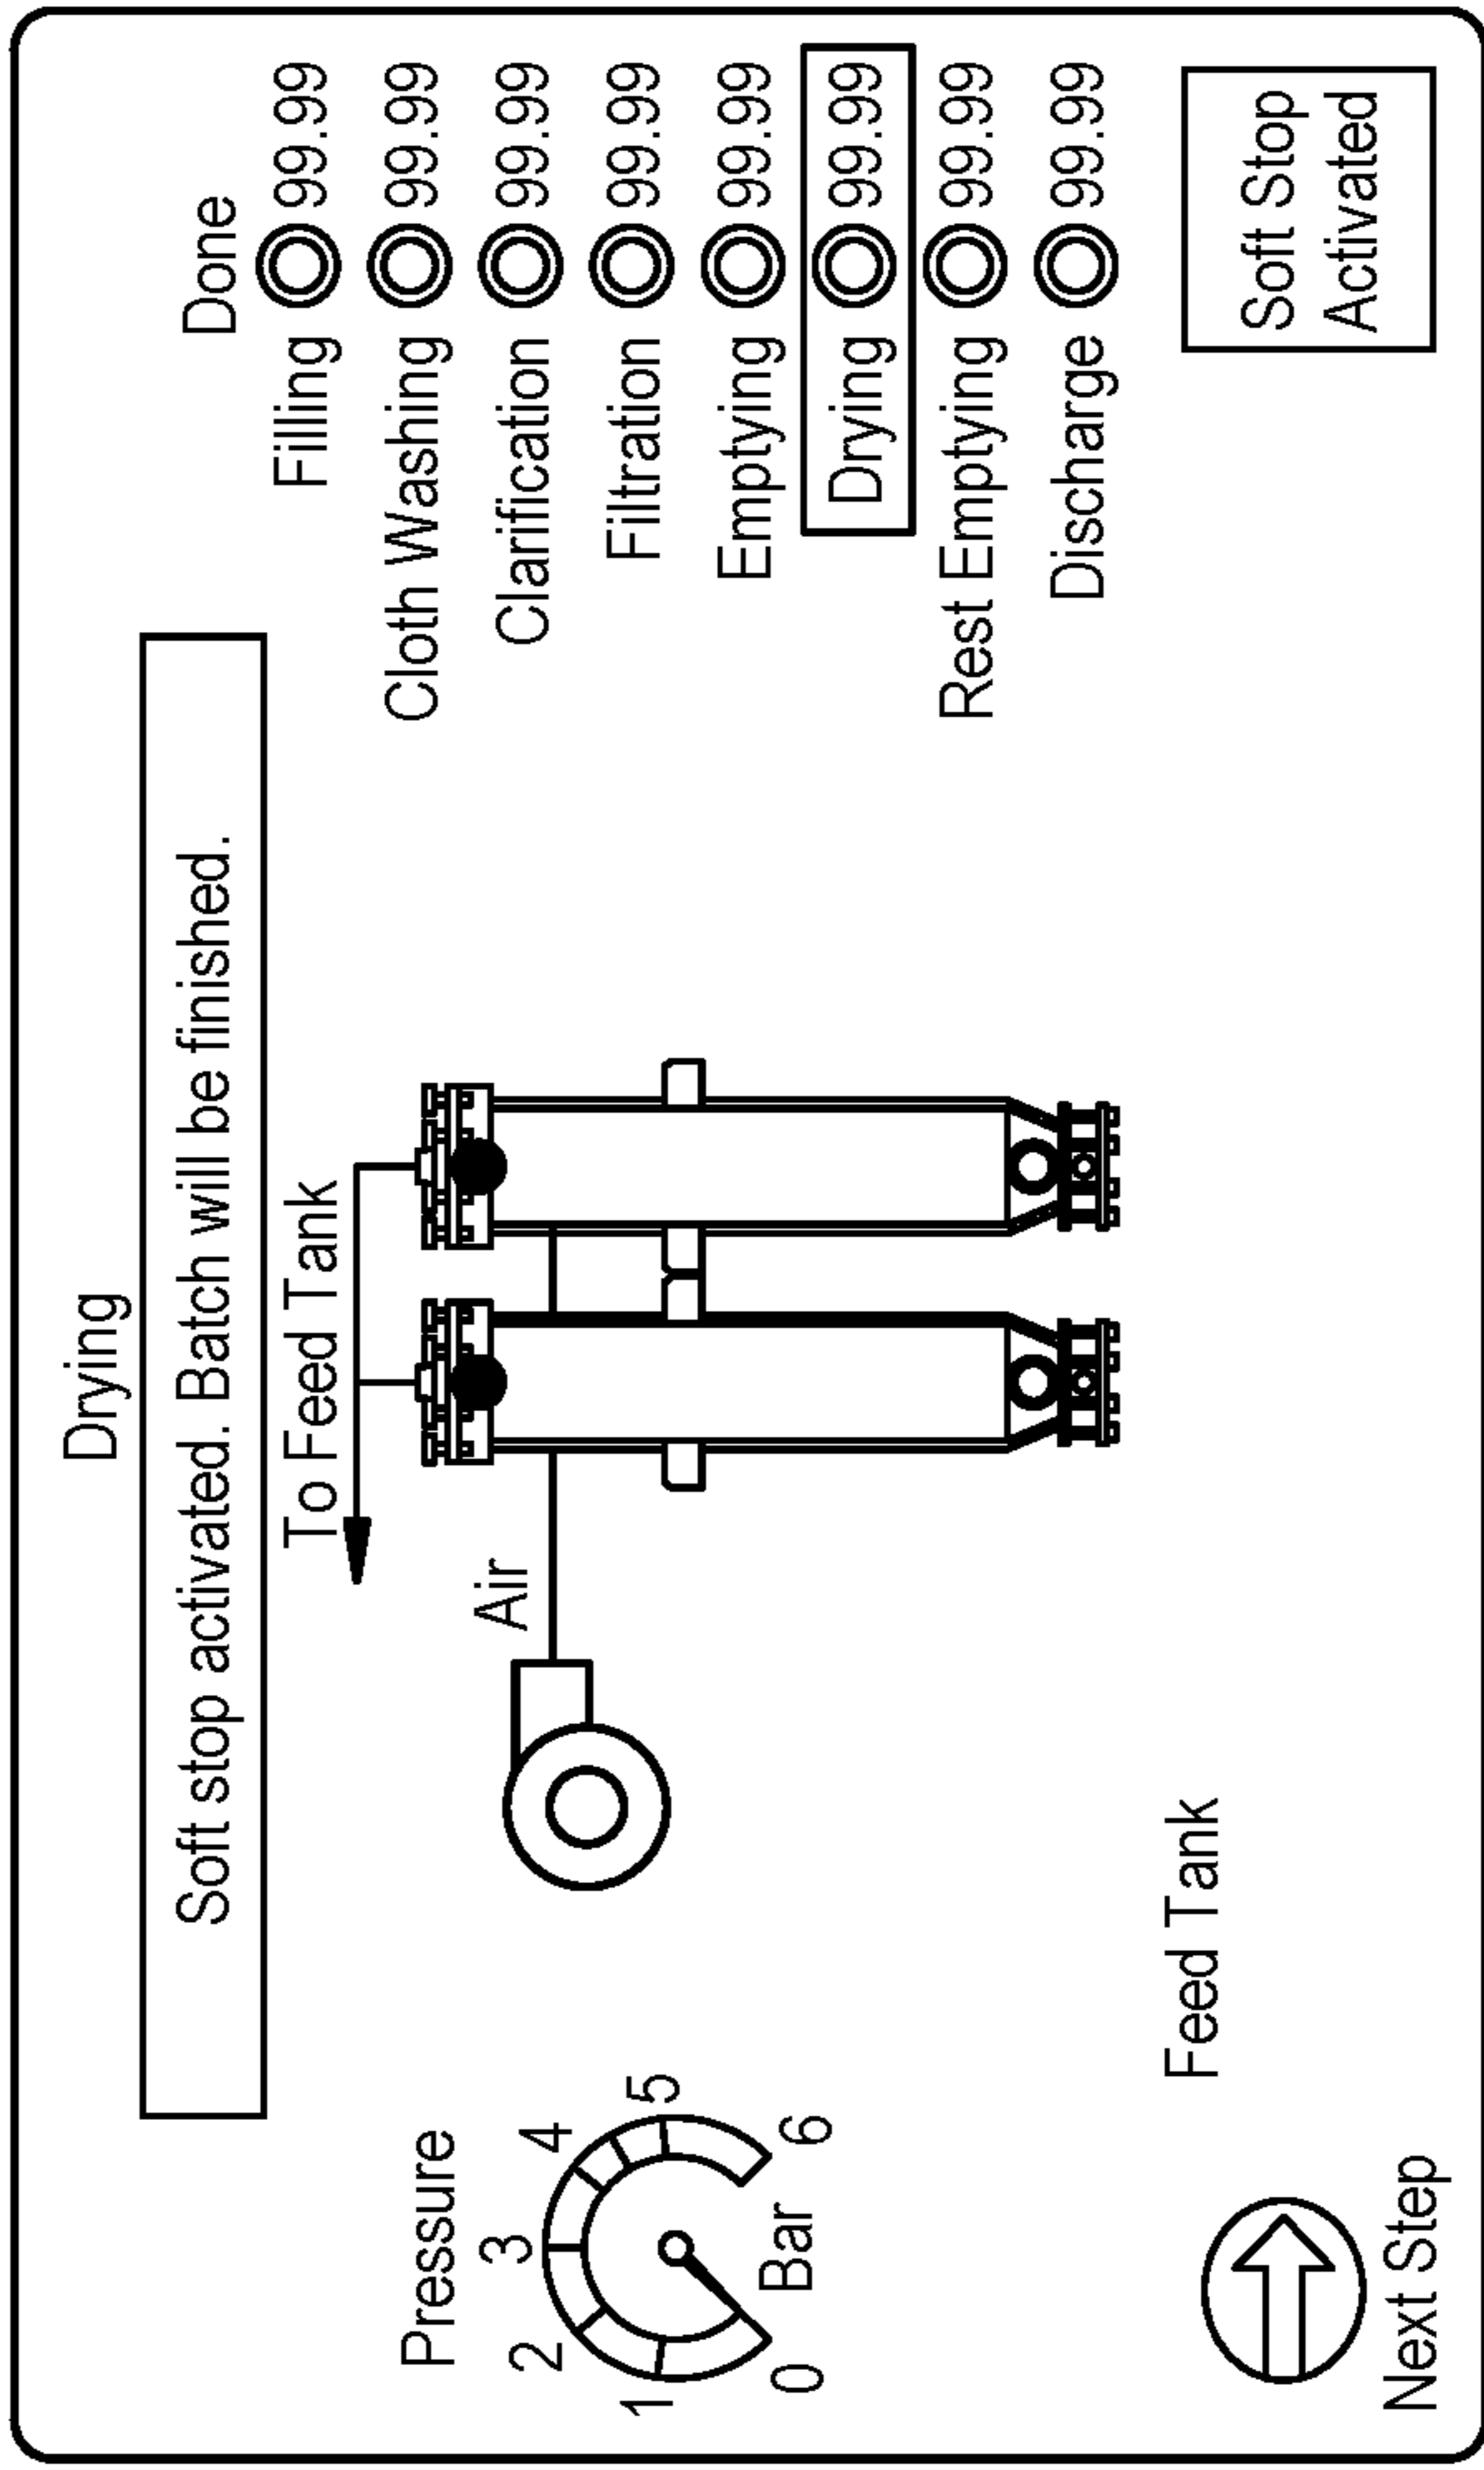 Drying
Soft stop activated. Batch will be finished.
To Feed Tank
Done
Filling 99.99
Cloth Washing 99.99
Clarification 99.99
Filtration 99.99
Emptying 99.99
Drying 99.99
Rest Emptying 99.99
Discharge 99.99
Pressure
0
1
2
3
4
5
6
Bar
Air
Feed Tank
Next Step
Soft Stop
Activated